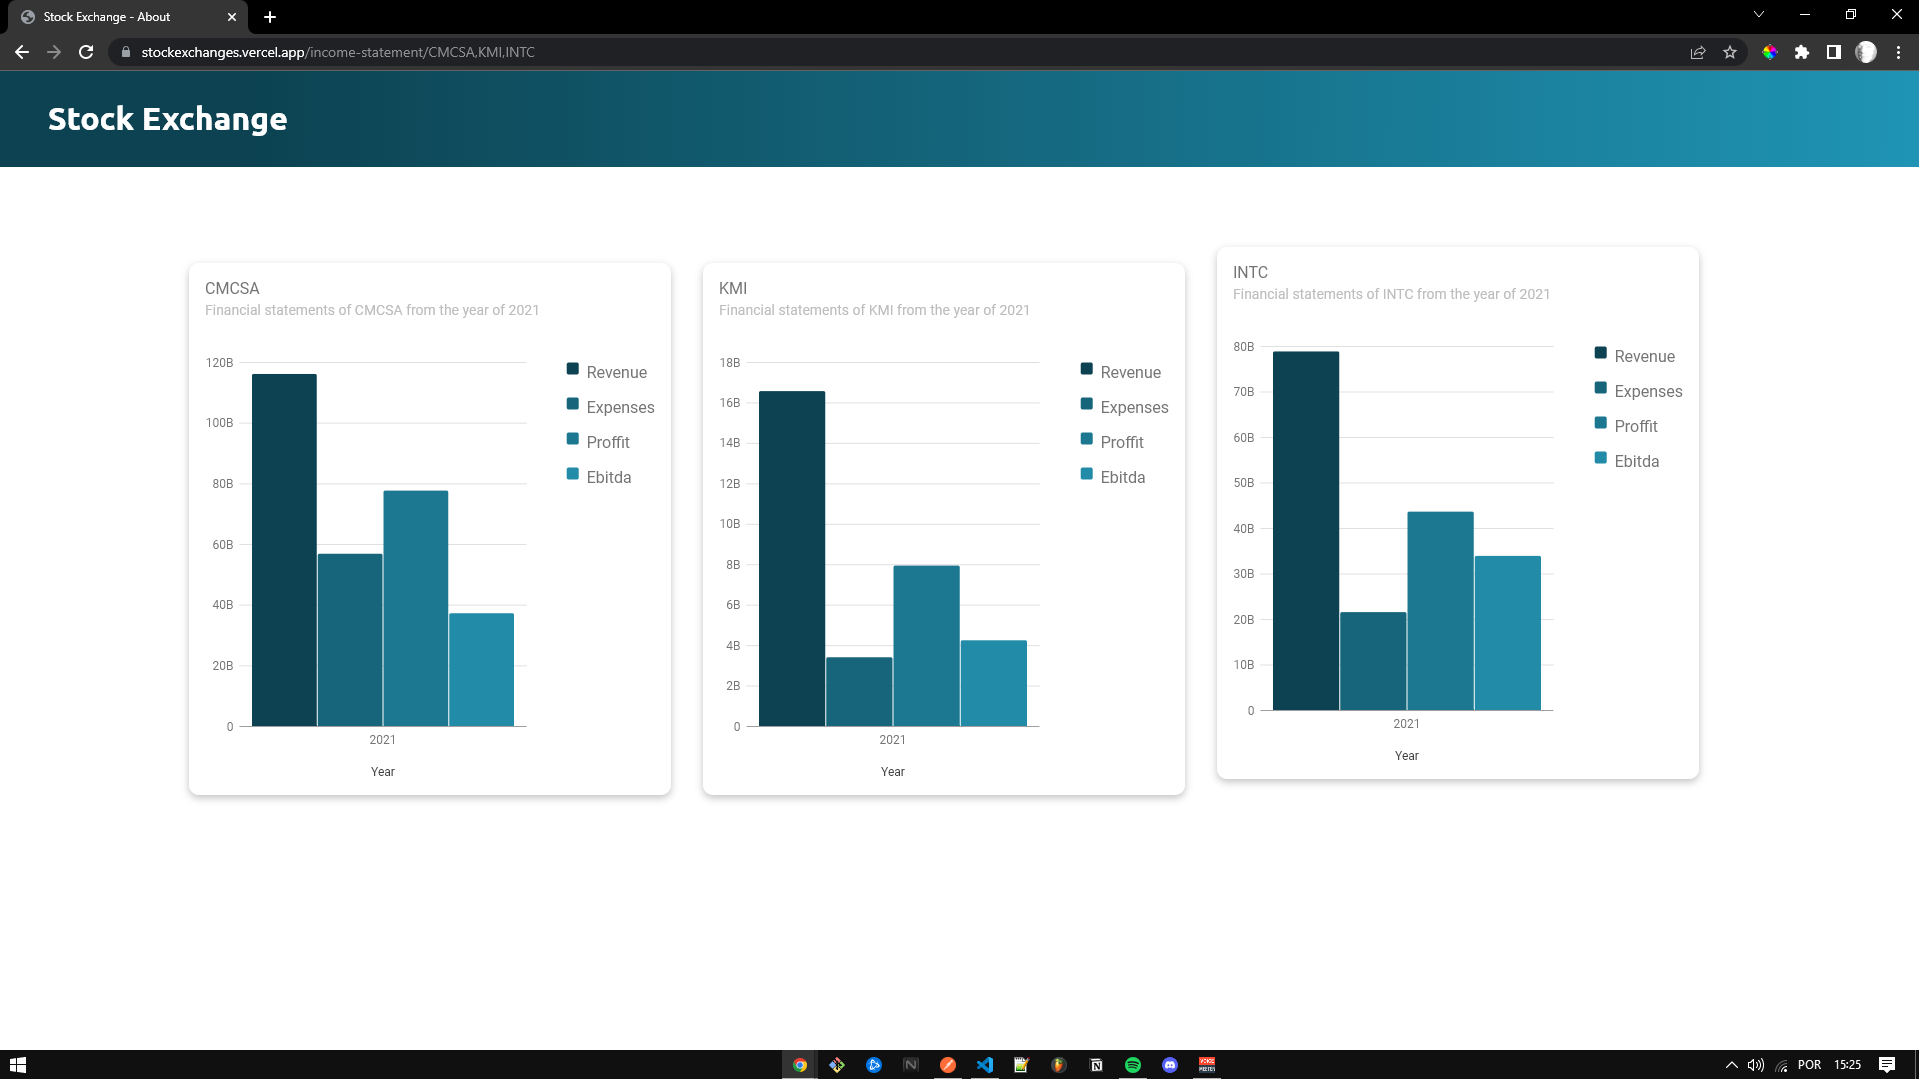 Stock Exchange - About
stockexchanges.vercel.app/income-statement/CMCSA,KMI,INTC
Stock Exchange
CMCSA
Financial statements of CMCSA from the year of 2021
120B
100B
80B
60B
40B
20B
0
2021
Year
Revenue
Expenses
Proffit
Ebitda
KMI
Financial statements of KMI from the year of 2021
18B
16B
14B
12B
10B
8B
6B
4B
2B
0
2021
Year
Revenue
Expenses
Proffit
Ebitda
INTC
Financial statements of INTC from the year of 2021
80B
70B
60B
50B
40B
30B
20B
10B
0
2021
Year
Revenue
Expenses
Proffit
Ebitda
POR 15:25